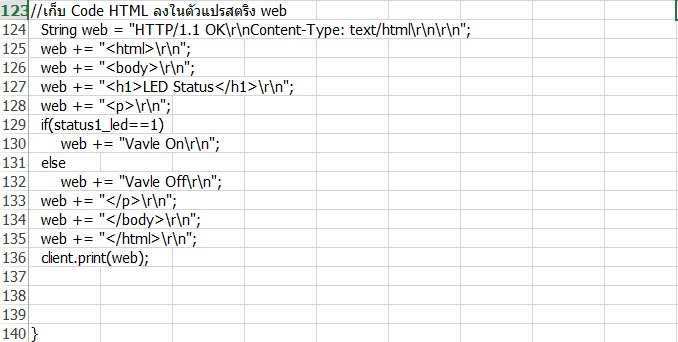 123 //เก็บ Code HTML ลงในตัวแปรสตริง web
124 String web = "HTTP/1.1 OK\r\nContent-Type: text/html\r\n\r\n";
125 web += "<html>\r\n";
126 web += "<body>\r\n";
127 web += "<h1>LED Status</h1>\r\n";
128 web += "<p>\r\n";
129 if(status1_led==1)
130 web += "Vavle On\r\n";
131 else
132 web += "Vavle Off\r\n";
133 web += "</p>\r\n";
134 web += "</body>\r\n";
135 web += "</html>\r\n";
136 client.print(web);
137
138
139
140 }